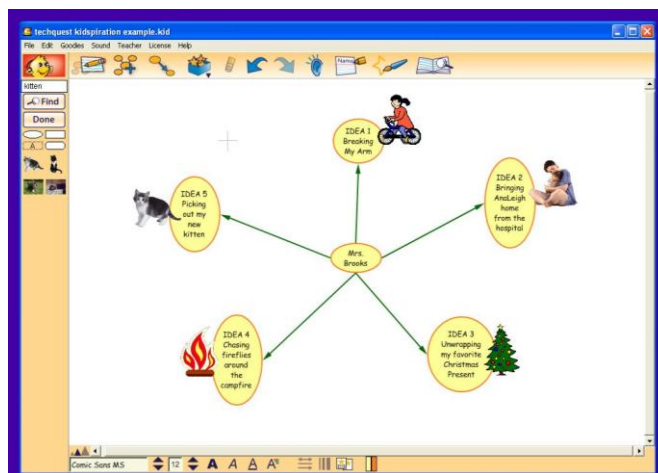 techquest kidspiration example.kid
File Edit Goodies Sound Teacher License Help
Name
kitten
Find
Done
A
IDEA 1
Breaking
My Arm
IDEA 2
Bringing
AnaLeigh
home
from the
hospital
IDEA 5
Picking
out my
new
kitten
Mrs.
Brooks
IDEA 3
Unwrapping
my favorite
Christmas
Present
IDEA 4
Chasing
fireflies
around
the
campfire
Comic Sans MS 12 A A A A